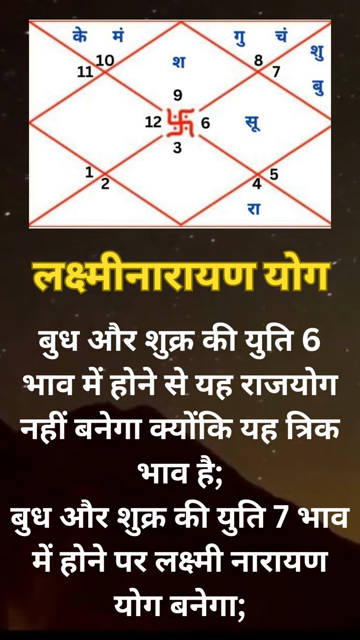 के मं गु चं
शु
10 श 8
11 7
बु
9
12 6 सू
3
1 5
2 4
रा
लक्ष्मीनारायण योग
बुध और शुक्र की युति 6
भाव में होने से यह राजयोग
नहीं बनेगा क्योंकि यह त्रिक
भाव है;
बुध और शुक्र की युति 7 भाव
में होने पर लक्ष्मी नारायण
योग बनेगा;